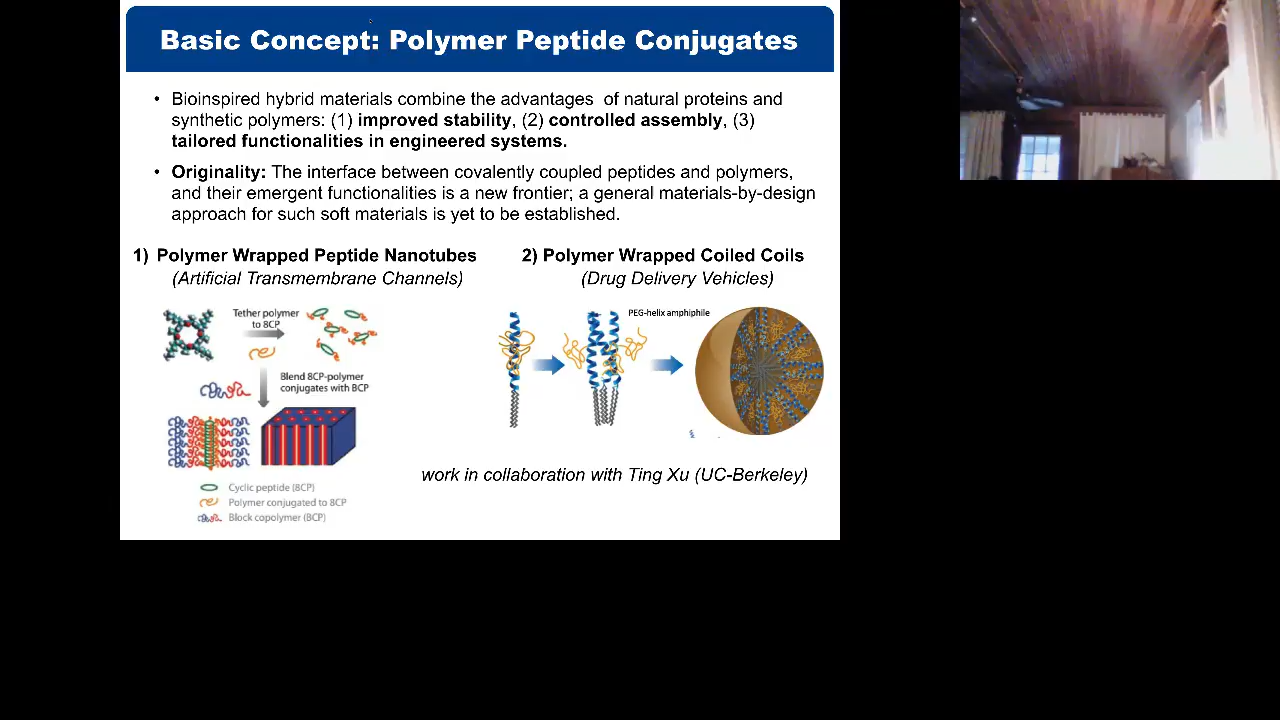 Basic Concept: Polymer Peptide Conjugates
• Bioinspired hybrid materials combine the advantages of natural proteins and
synthetic polymers: (1) improved stability, (2) controlled assembly, (3)
tailored functionalities in engineered systems.
• Originality: The interface between covalently coupled peptides and polymers,
and their emergent functionalities is a new frontier; a general materials-by-design
approach for such soft materials is yet to be established.
1) Polymer Wrapped Peptide Nanotubes
(Artificial Transmembrane Channels)
Tether polymer
to 8CP
Blend 8CP-polymer
conjugates with BCP
Cyclic peptide (8CP)
Polymer conjugated to 8CP
Block copolymer (BCP)
2) Polymer Wrapped Coiled Coils
(Drug Delivery Vehicles)
PEG-helix amphiphile
work in collaboration with Ting Xu (UC-Berkeley)